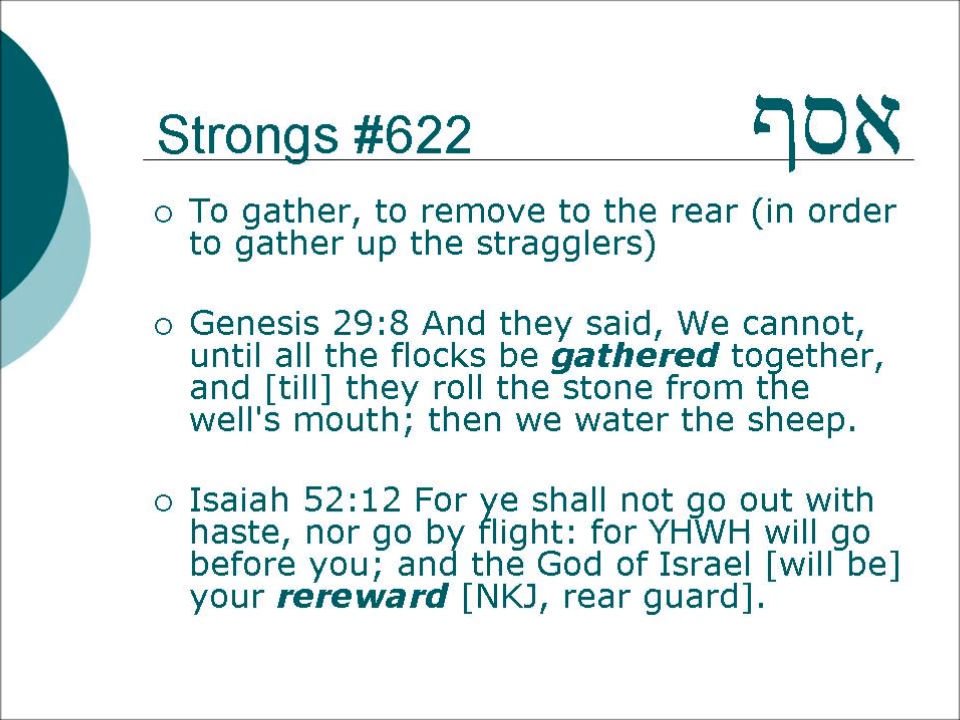 Strongs #622 אסף
To gather, to remove to the rear (in order
to gather up the stragglers)
Genesis 29:8 And they said, We cannot,
until all the flocks be gathered together,
and [till] they roll the stone from the
well's mouth; then we water the sheep.
Isaiah 52:12 For ye shall not go out with
haste, nor go by flight: for YHWH will go
before you; and the God of Israel [will be]
your rereward [NKJ, rear guard].